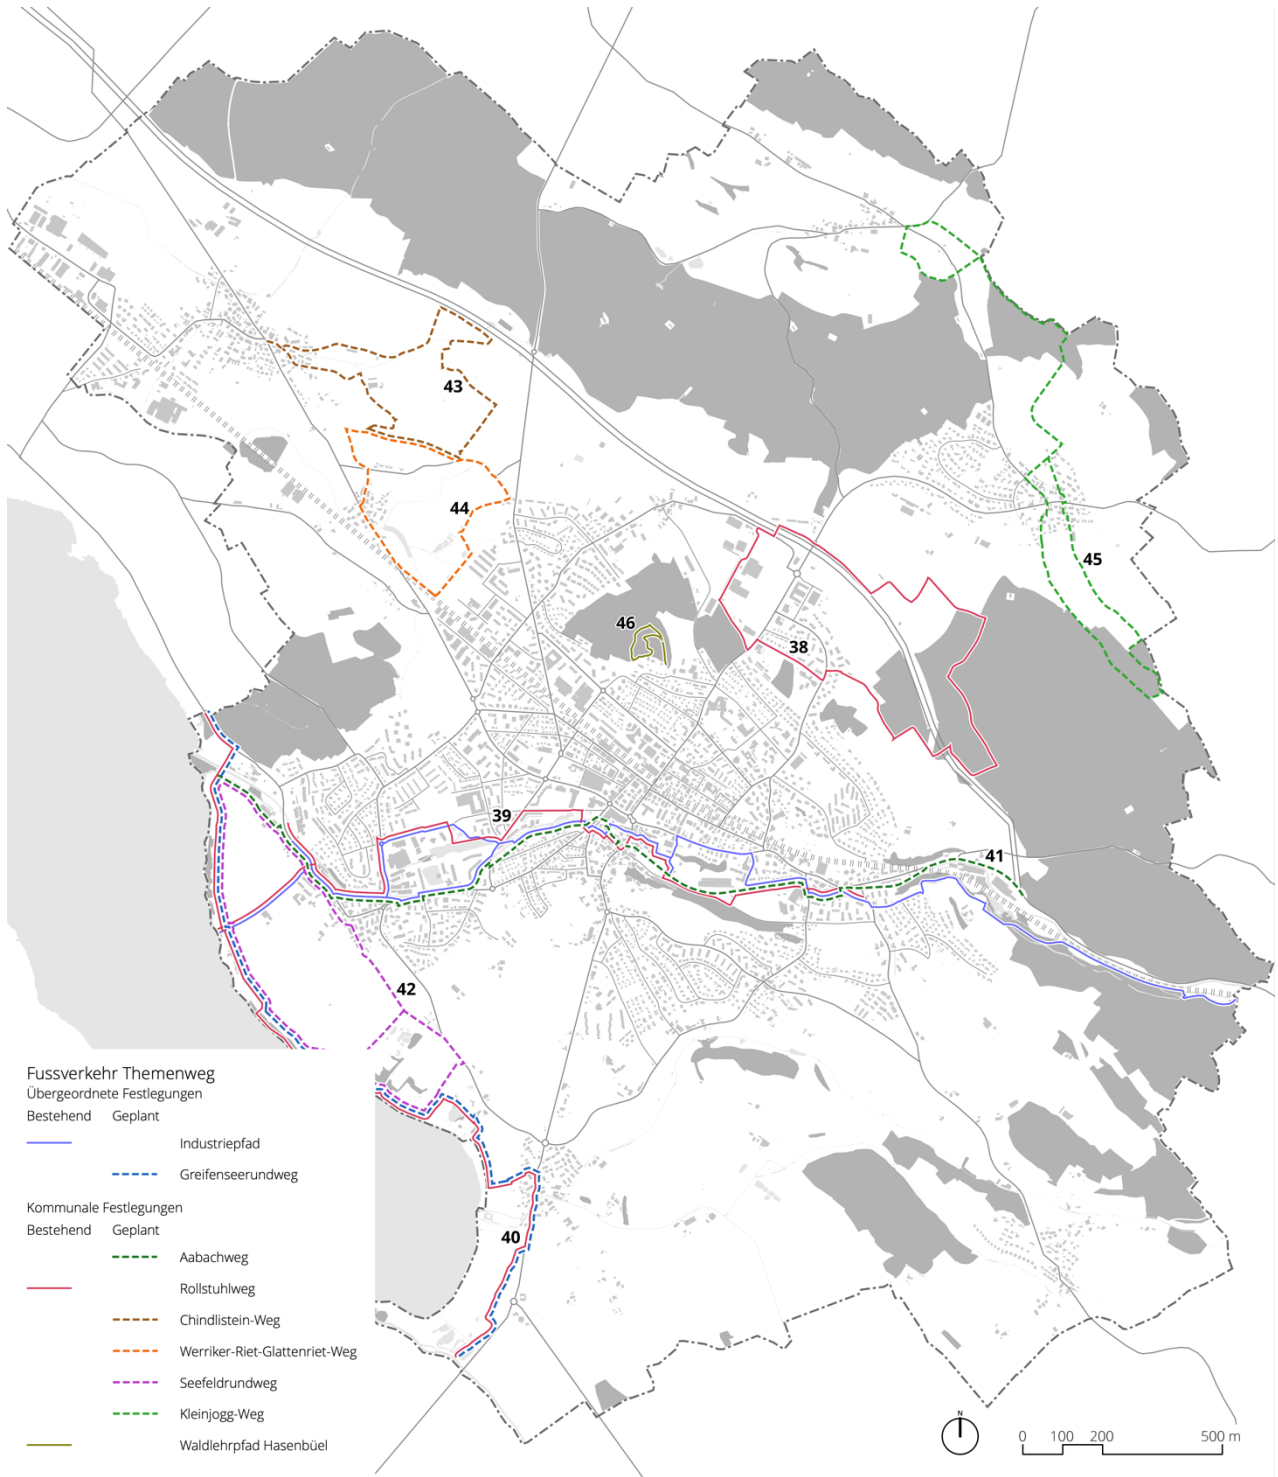 43
44
45
46
38
39
41
42
40
Fussverkehr Themenweg
Übergeordnete Festlegungen
Bestehend Geplant
Industriepfad
Greifenseerundweg
Kommunale Festlegungen
Bestehend Geplant
Aabachweg
Rollstuhlweg
Chindlistein-Weg
Werriker-Riet-Glattenriet-Weg
Seefeldrundweg
Kleinjogg-Weg
Waldlehrpfad Hasenbüel
N
0 100 200 500 m